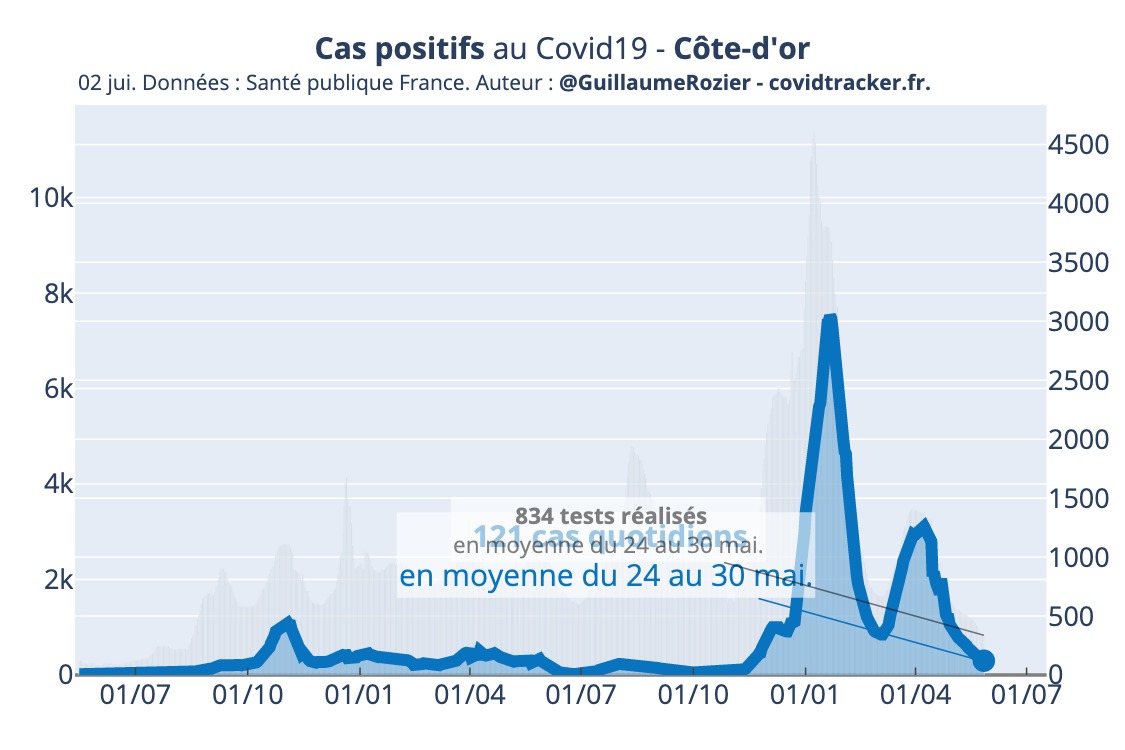 Cas positifs au Covid19 - Côte-d'or
02 jui. Données : Santé publique France. Auteur : @GuillaumeRozier - covidtracker.fr.
4500
10k
4000
3500
8k
3000
6k
2500
2000
4k
1500
834 tests réalisés
121 cas quotidiens
en moyenne du 24 au 30 mai.
1000
en moyenne du 24 au 30 mai.
2k
500
0
0
01/07
01/10
01/01
01/04
01/07
01/10
01/01
01/04
01/07